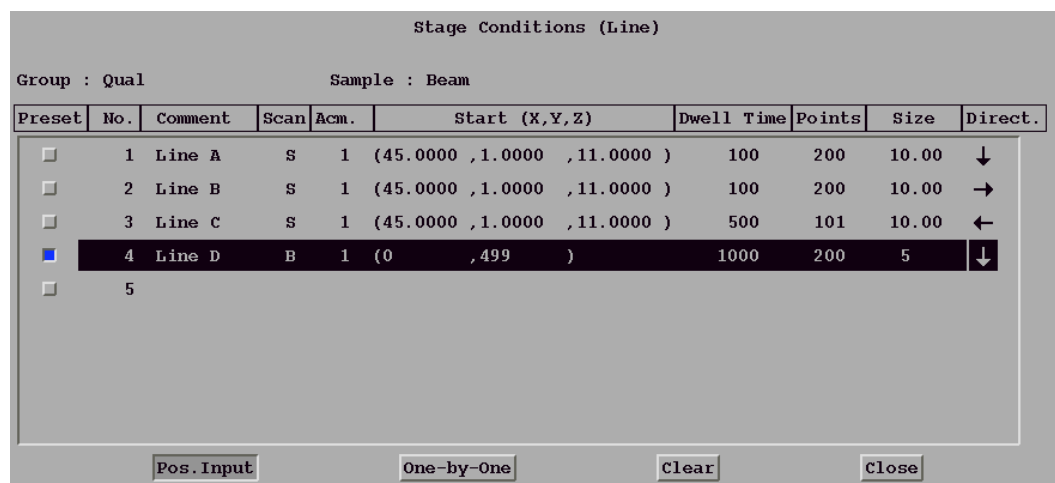 Stage Conditions (Line)
Group : Qual Sample : Beam
Preset No. Comment Scan Acm. Start (X,Y,Z) Dwell Time Points Size Direct.
1 Line A S 1 (45.0000 ,1.0000 ,11.0000 ) 100 200 10.00 ↓
2 Line B S 1 (45.0000 ,1.0000 ,11.0000 ) 100 200 10.00 →
3 Line C S 1 (45.0000 ,1.0000 ,11.0000 ) 500 101 10.00 ←
4 Line D B 1 (0 ,499 ) 1000 200 5 ↓
5
Pos.Input One-by-One Clear Close